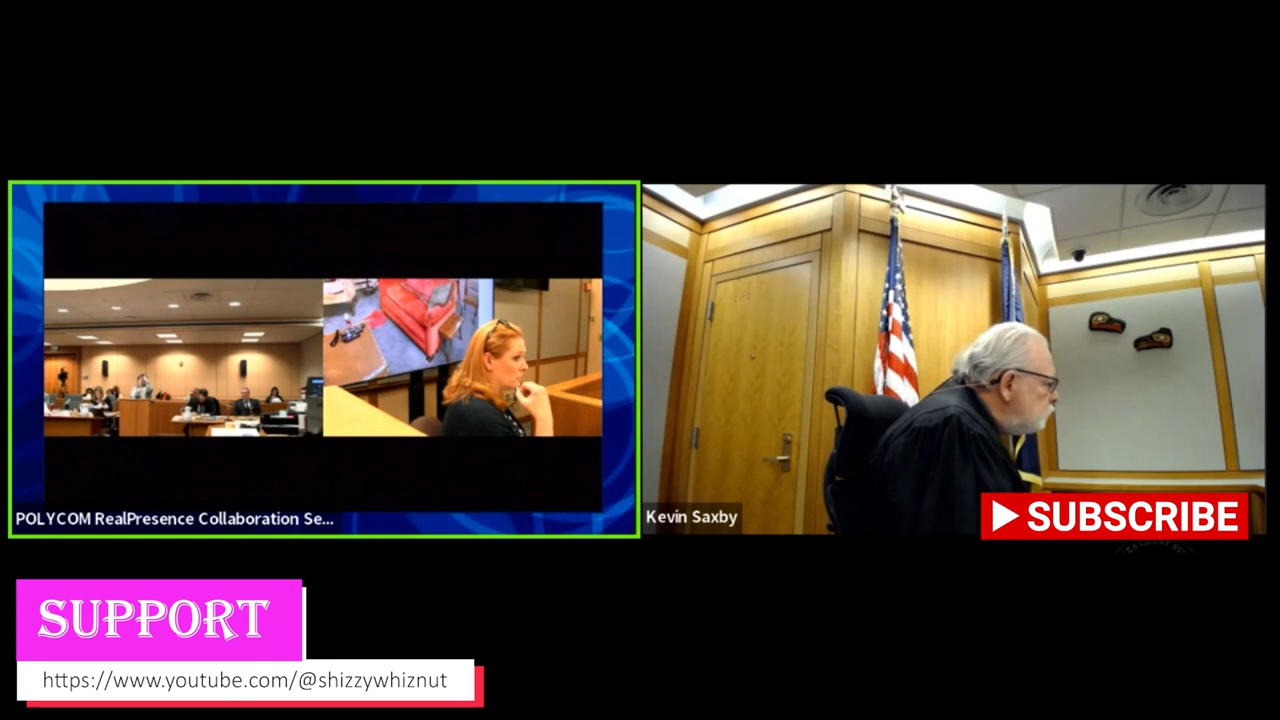 POLYCOM RealPresence Collaboration Se...
Kevin Saxby
SUBSCRIBE
SUPPORT
https://www.youtube.com/@shizzywhiznut